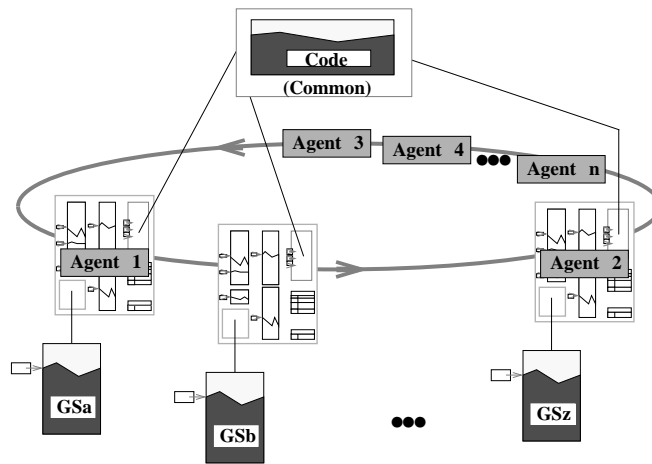 Code
(Common)
Agent 3
Agent 4
Agent n
Agent 1
Agent 2
GSa
GSb
GSz